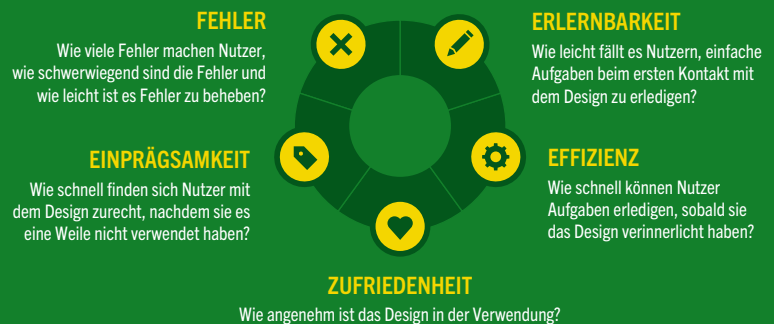 FEHLER
Wie viele Fehler machen Nutzer,
wie schwerwiegend sind die Fehler und
wie leicht ist es Fehler zu beheben?
ERLERNBARKEIT
Wie leicht fällt es Nutzern, einfache
Aufgaben beim ersten Kontakt mit
dem Design zu erledigen?
EINPRÄGSAMKEIT
Wie schnell finden sich Nutzer mit
dem Design zurecht, nachdem sie es
eine Weile nicht verwendet haben?
EFFIZIENZ
Wie schnell können Nutzer
Aufgaben erledigen, sobald sie
das Design verinnerlicht haben?
ZUFRIEDENHEIT
Wie angenehm ist das Design in der Verwendung?